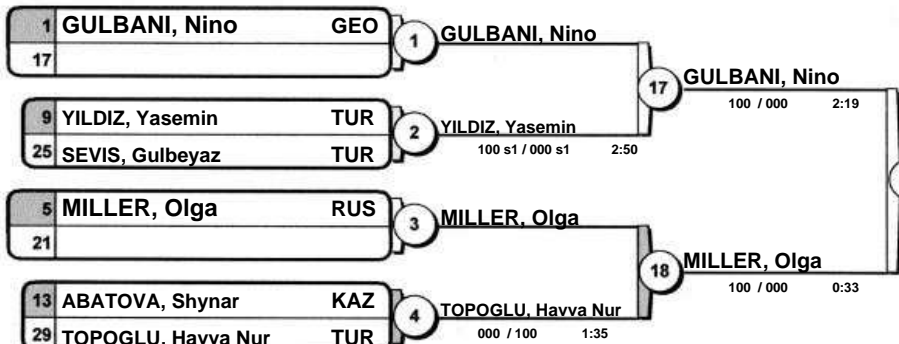 1 GULBANI, Nino GEO
17
1 GULBANI, Nino
9 YILDIZ, Yasemin TUR
25 SEVIS, Gulbeyaz TUR
2 YILDIZ, Yasemin
100 s1 / 000 s1 2:50
17 GULBANI, Nino
100 / 000 2:19
5 MILLER, Olga RUS
21
3 MILLER, Olga
13 ABATOVA, Shynar KAZ
29 TOPOGLU, Havva Nur TUR
4 TOPOGLU, Havva Nur
000 / 100 1:35
18 MILLER, Olga
100 / 000 0:33